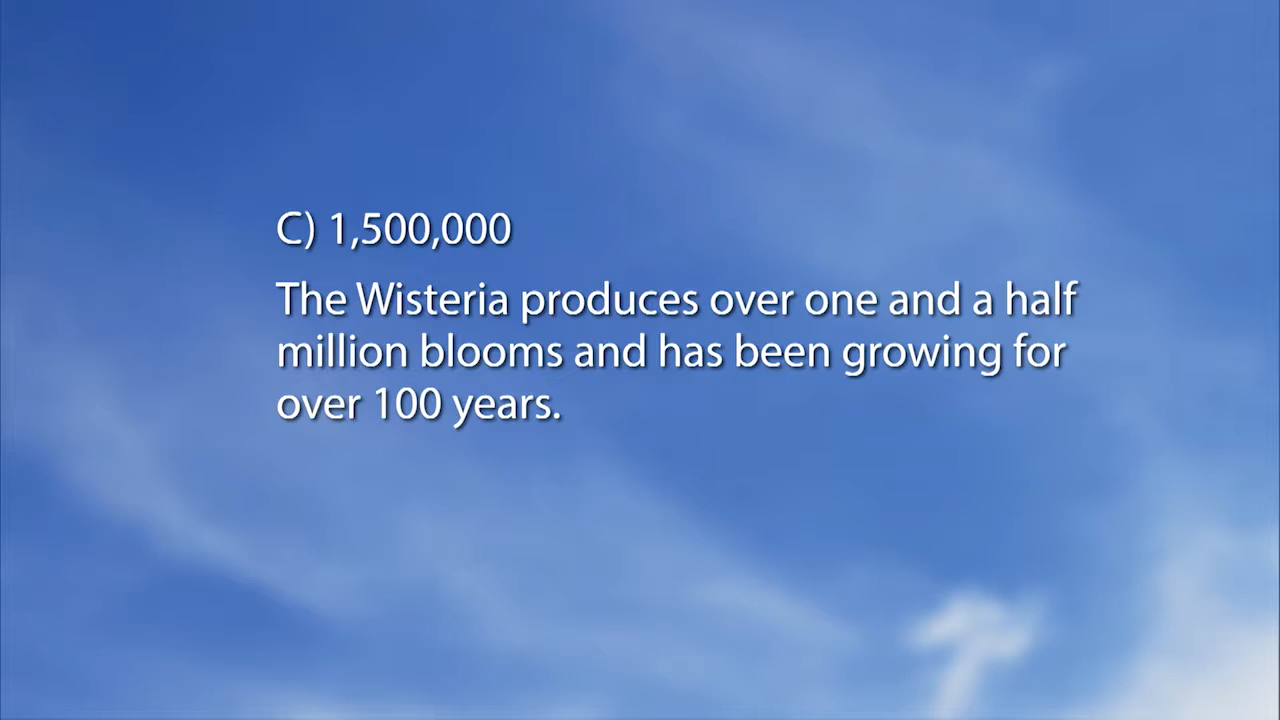 C) 1,500,000
The Wisteria produces over one and a half
million blooms and has been growing for
over 100 years.